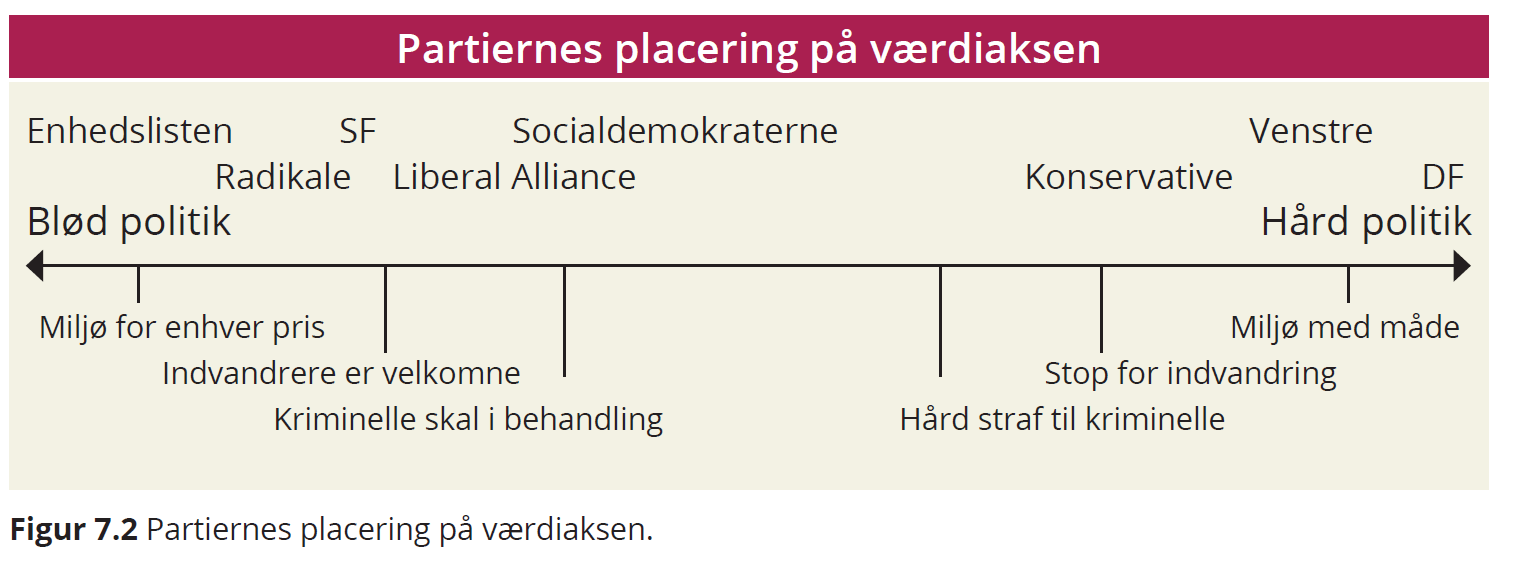 Partiernes placering på værdiaksen
Enhedslisten SF Socialdemokraterne Venstre
Radikale Liberal Alliance Konservative DF
Blød politik Hård politik
Miljø for enhver pris Miljø med måde
Indvandrere er velkomne Stop for indvandring
Kriminelle skal i behandling Hård straf til kriminelle
Figur 7.2 Partiernes placering på værdiaksen.